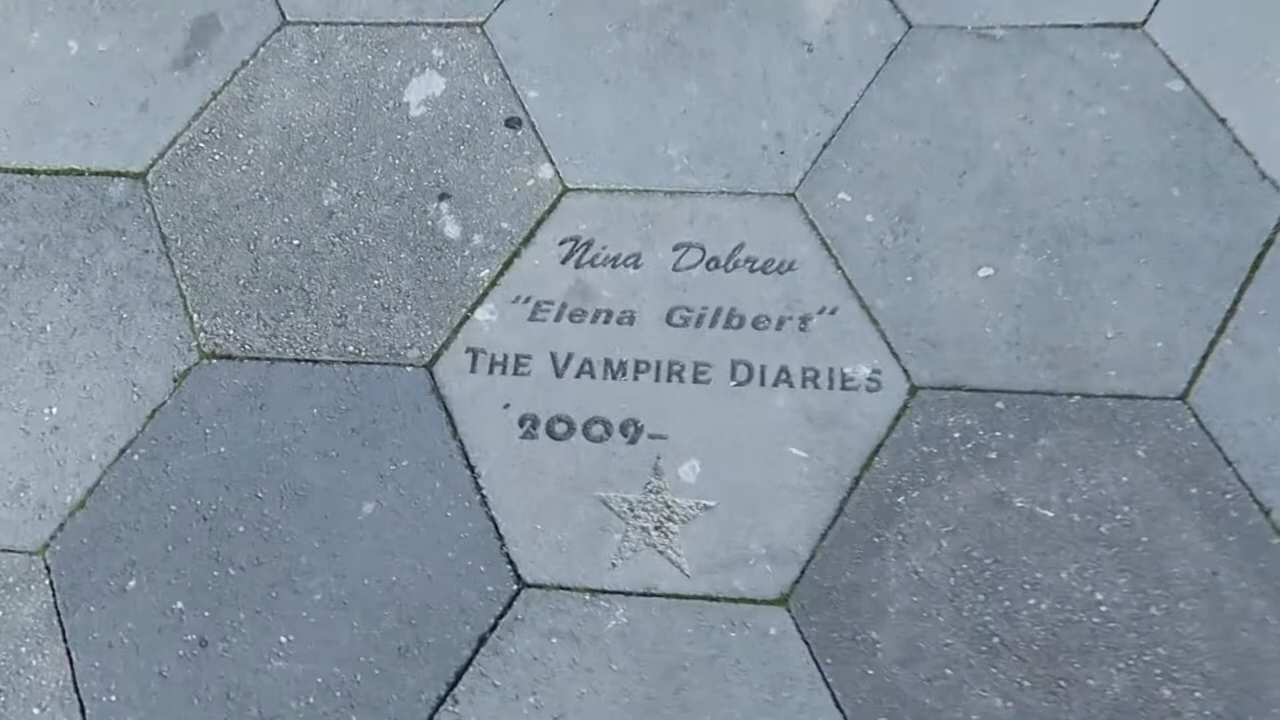 Nina Dobrev
“Elena Gilbert“
THE VAMPIRE DIARIES
2009–